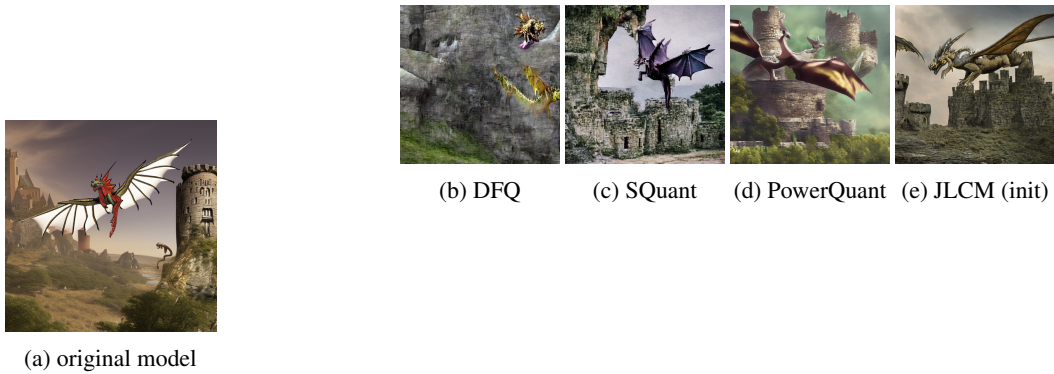 (b) DFQ
(c) SQuant
(d) PowerQuant
(e) JLCM (init)
(a) original model